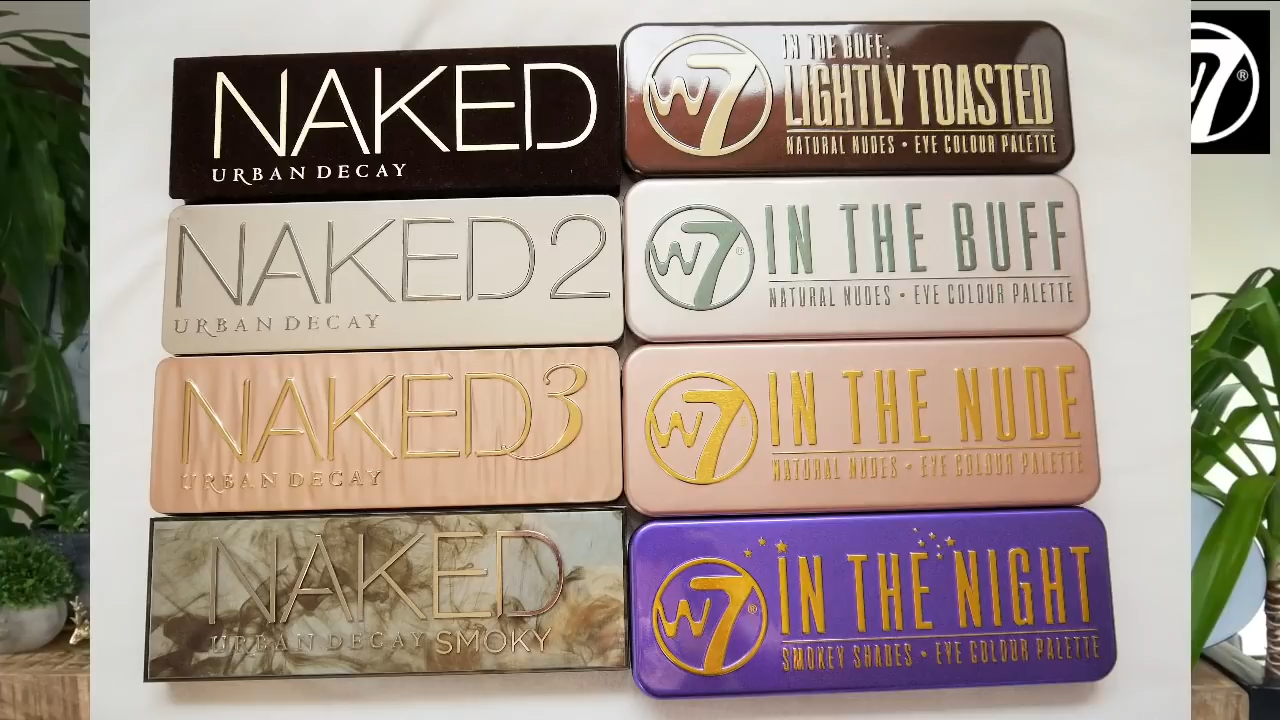 NAKED
URBAN DECAY
NAKED2
URBAN DECAY
NAKED3
URBAN DECAY
NAKED
URBAN DECAY SMOKY
W7
IN THE BUFF:
LIGHTLY TOASTED
NATURAL NUDES • EYE COLOUR PALETTE
W7®
IN THE BUFF
NATURAL NUDES • EYE COLOUR PALETTE
W7
IN THE NUDE
NATURAL NUDES • EYE COLOUR PALETTE
W7®
IN THE NIGHT
SMOKEY SHADES • EYE COLOUR PALETTE
7®